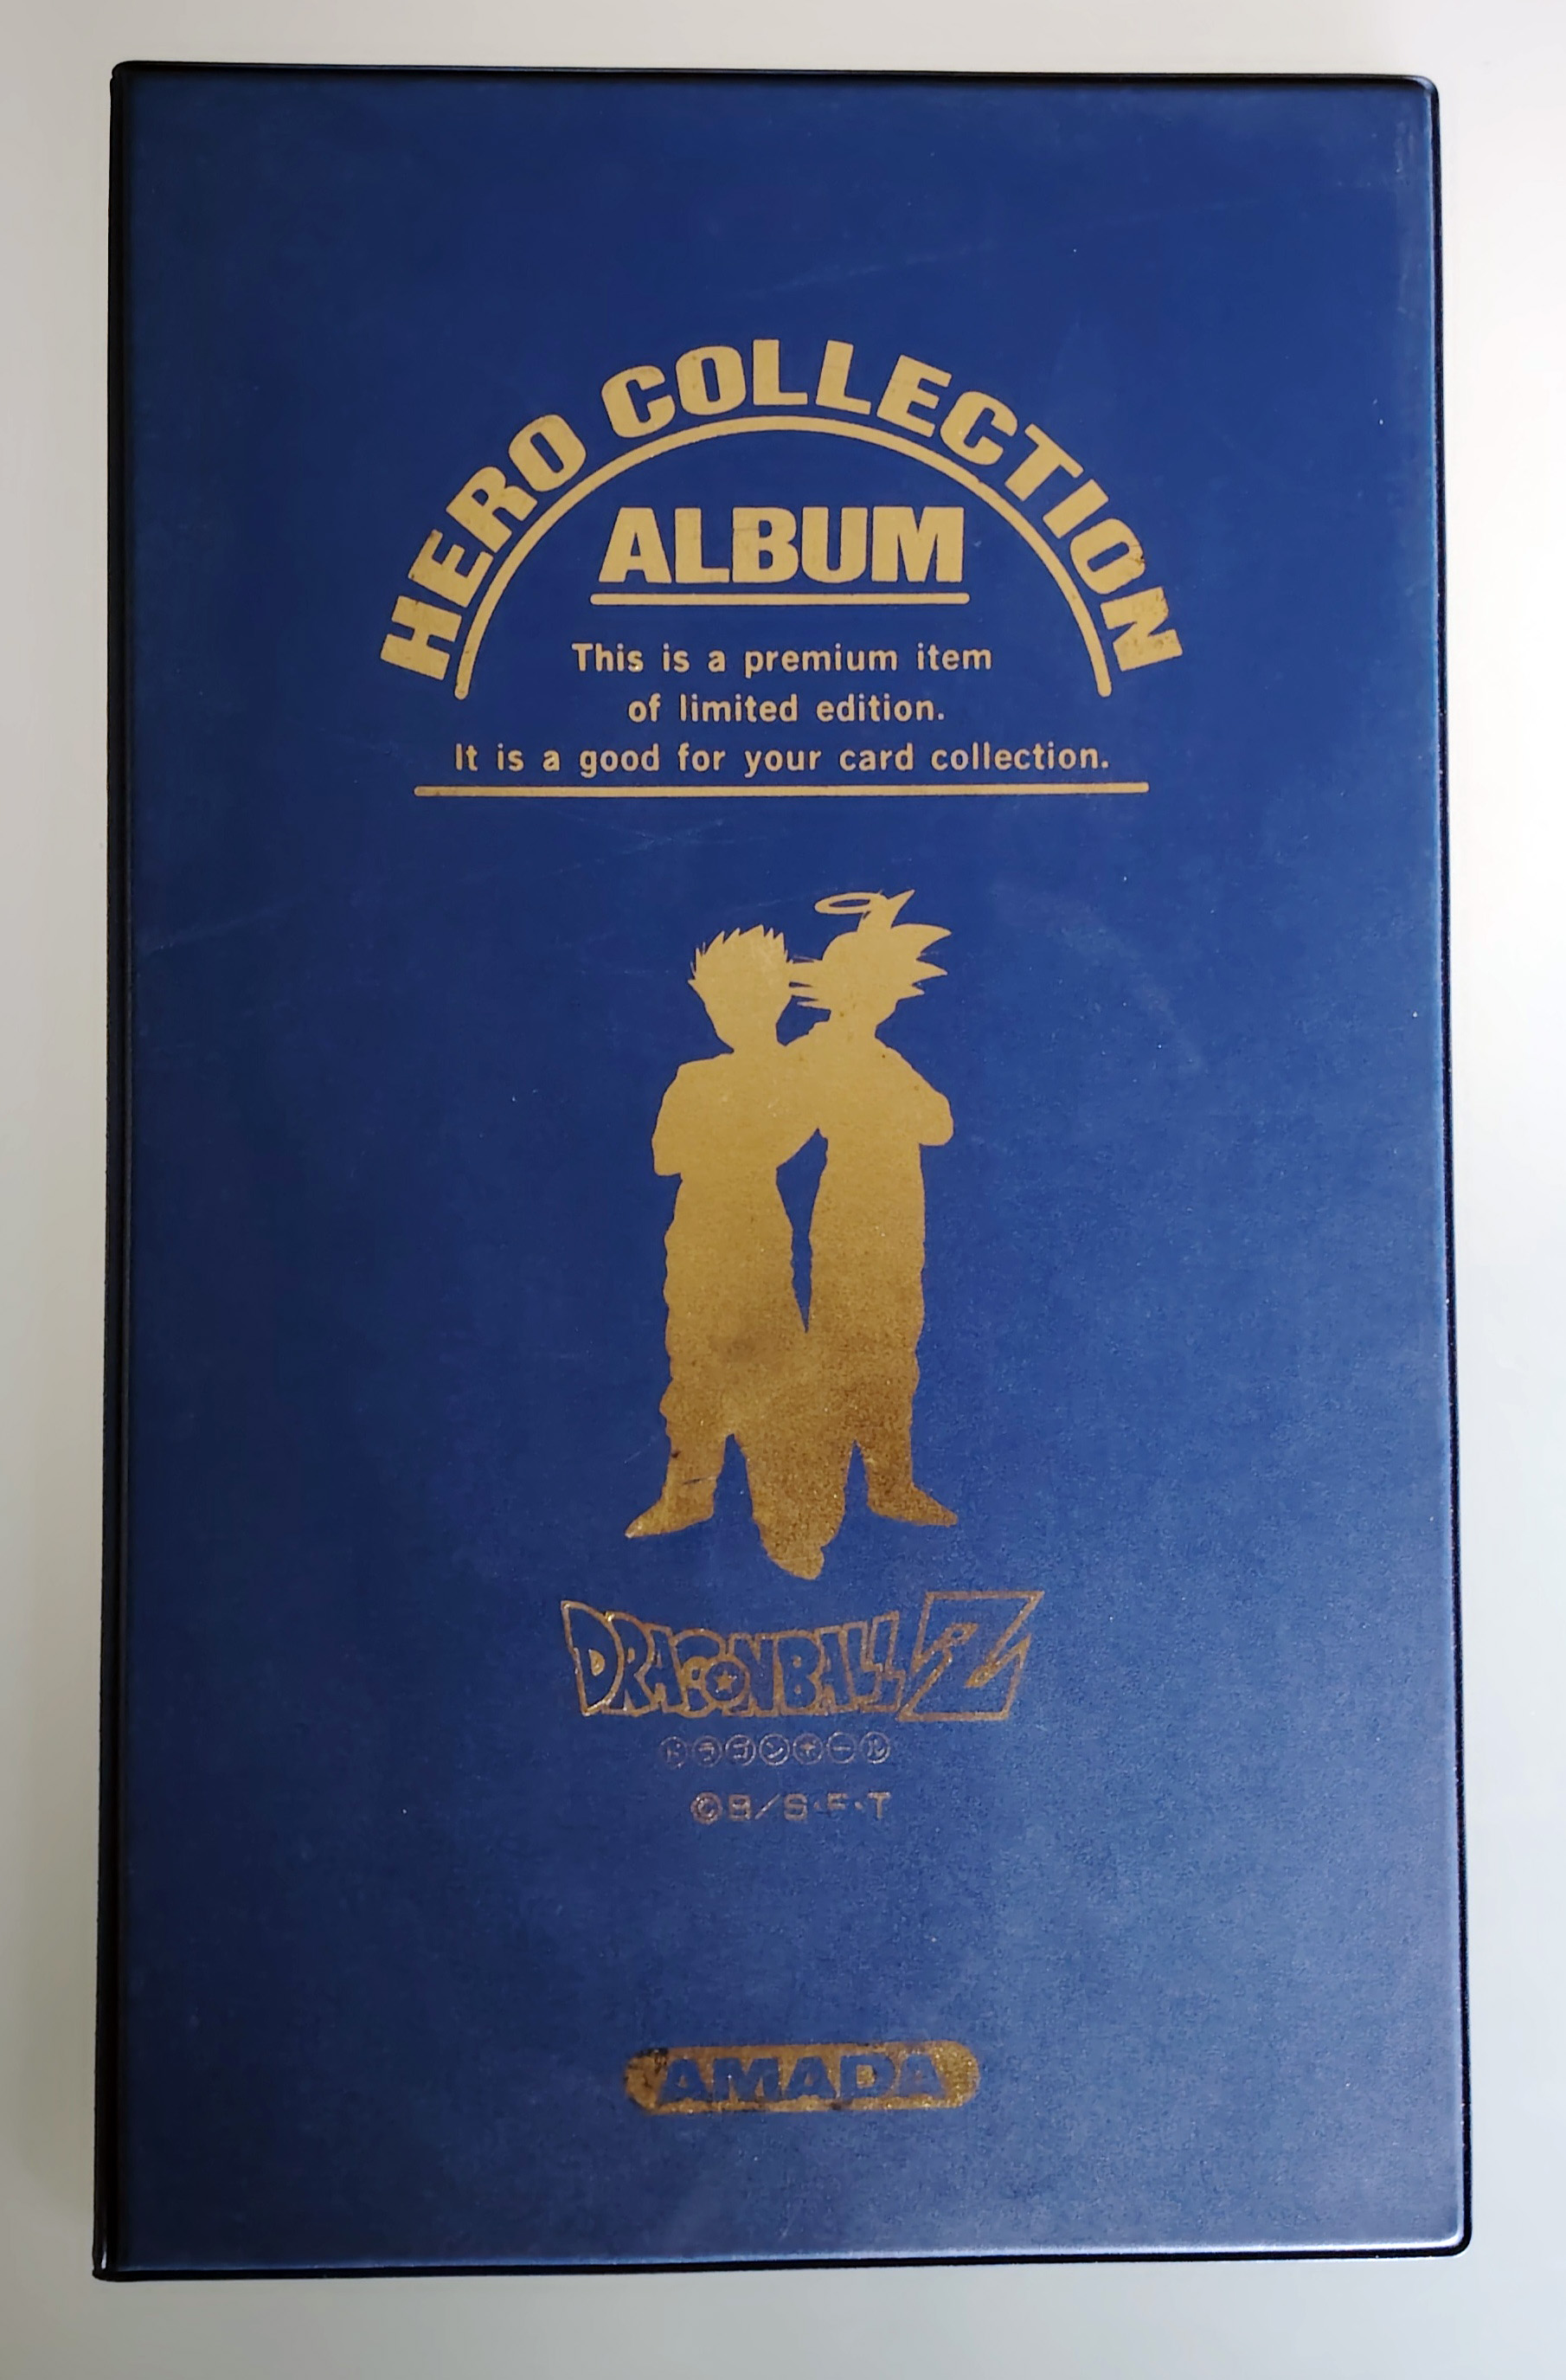 HERO COLLECTION
ALBUM
This is a premium item
of limited edition.
It is a good for your card collection.
DRAGONBALL Z
ドラゴンボール
©B/S·F·T
AMADA